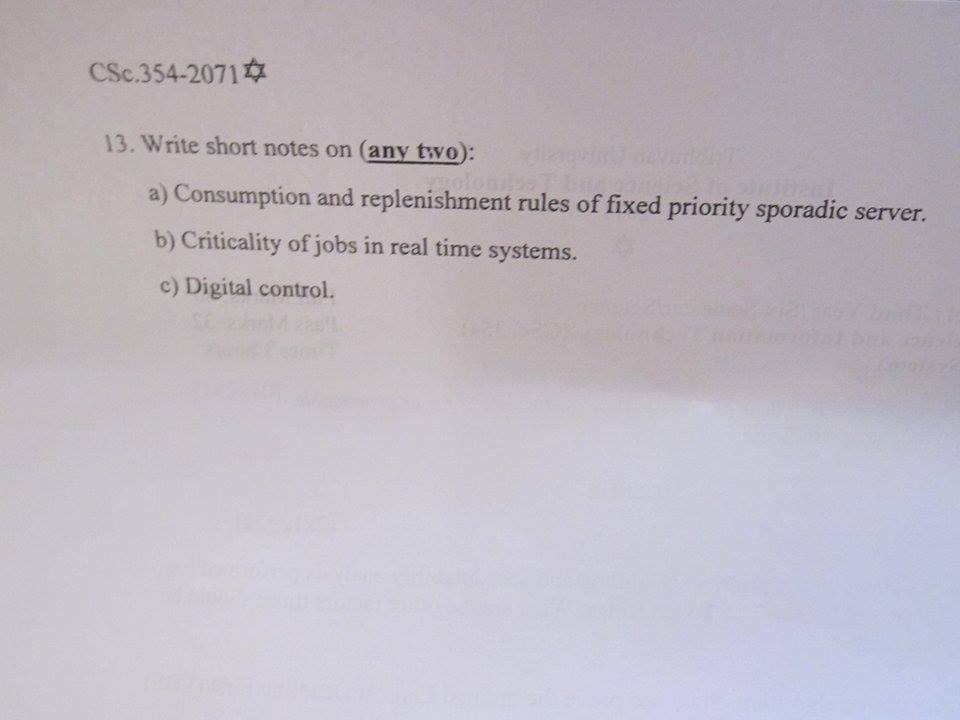 CSc.354-2071✡
13. Write short notes on (any two):
a) Consumption and replenishment rules of fixed priority sporadic server.
b) Criticality of jobs in real time systems.
c) Digital control.